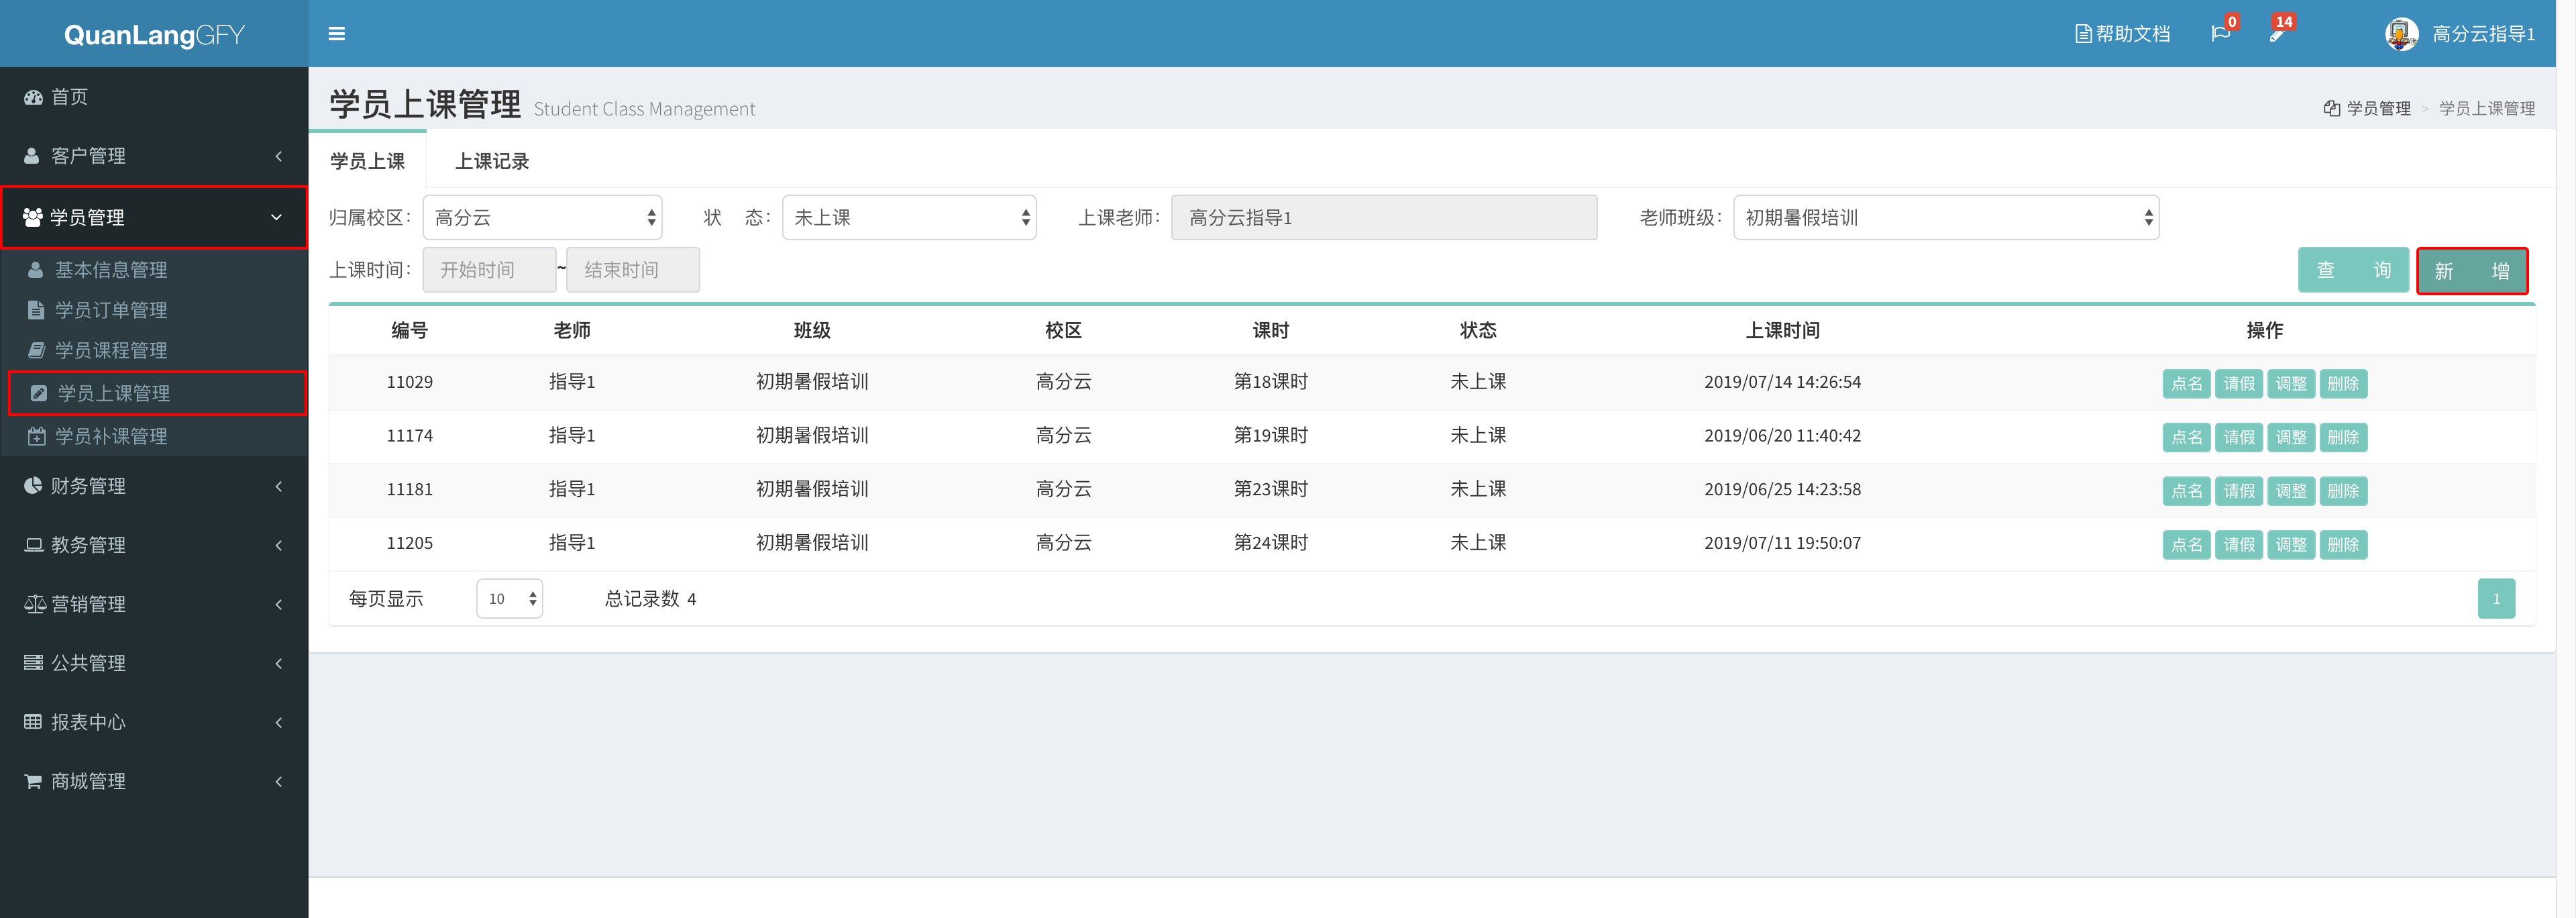 QuanLangGFY
帮助文档 0 14 高分云指导1
首页
客户管理
学员管理
基本信息管理
学员订单管理
学员课程管理
学员上课管理
学员补课管理
财务管理
教务管理
营销管理
公共管理
报表中心
商城管理
学员上课管理 Student Class Management
学员管理 > 学员上课管理
学员上课 上课记录
归属校区: 高分云 状 态: 未上课 上课老师: 高分云指导1 老师班级: 初期暑假培训
上课时间: 开始时间 ~ 结束时间 查 询 新 增
编号 老师 班级 校区 课时 状态 上课时间 操作
11029 指导1 初期暑假培训 高分云 第18课时 未上课 2019/07/14 14:26:54 点名 请假 调整 删除
11174 指导1 初期暑假培训 高分云 第19课时 未上课 2019/06/20 11:40:42 点名 请假 调整 删除
11181 指导1 初期暑假培训 高分云 第23课时 未上课 2019/06/25 14:23:58 点名 请假 调整 删除
11205 指导1 初期暑假培训 高分云 第24课时 未上课 2019/07/11 19:50:07 点名 请假 调整 删除
每页显示 10 总记录数 4 1